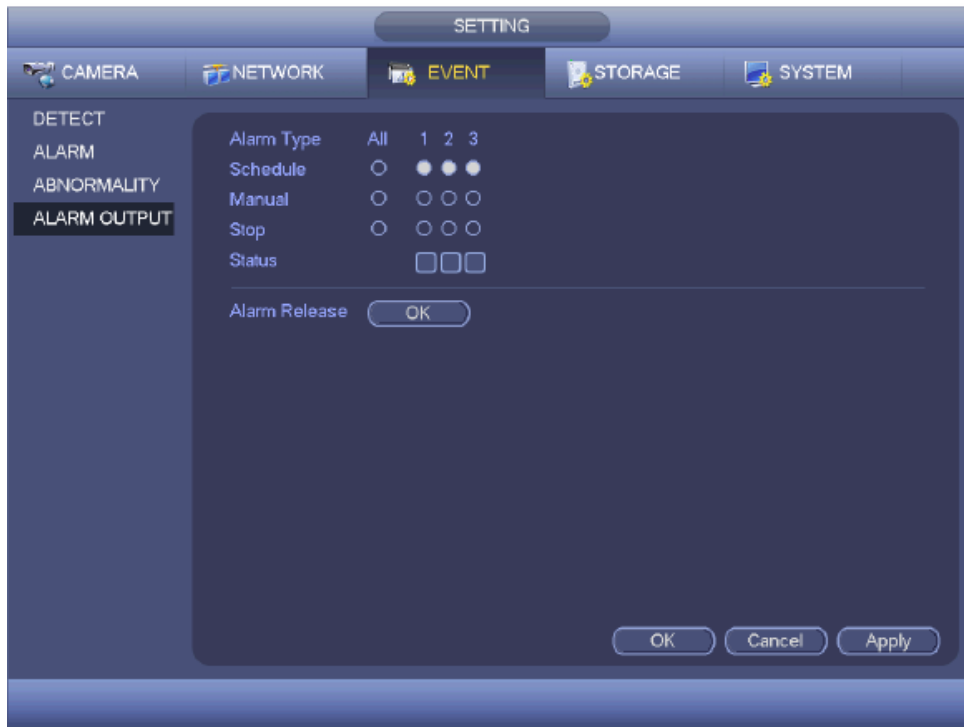 SETTING
CAMERA NETWORK EVENT STORAGE SYSTEM
DETECT
ALARM
ABNORMALITY
ALARM OUTPUT
Alarm Type All 1 2 3
Schedule
Manual
Stop
Status
Alarm Release OK
OK Cancel Apply